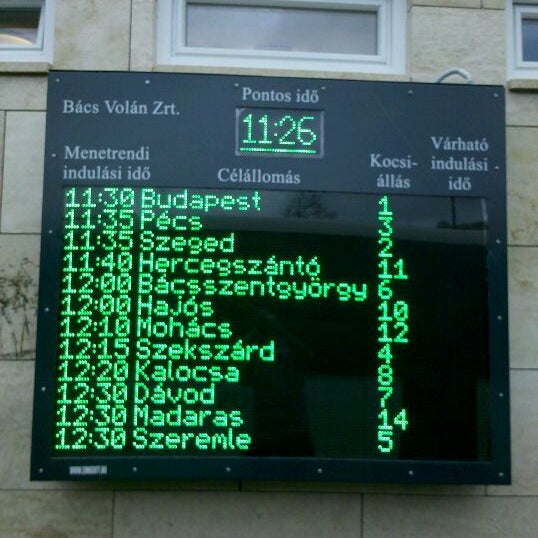 Bács Volán Zrt.
Pontos idő
11:26
Menetrendi indulási idő
Célállomás
Kocsi-állás
Várható indulási idő
11:30 Budapest 1
11:35 Pécs 3
11:35 Szeged 2
11:40 Hercegszántó 11
12:00 Bácsszentgyörgy 6
12:00 Hajós 10
12:10 Mohács 12
12:15 Szekszárd 4
12:20 Kalocsa 8
12:30 Dávod 7
12:30 Madaras 14
12:30 Szeremle 5